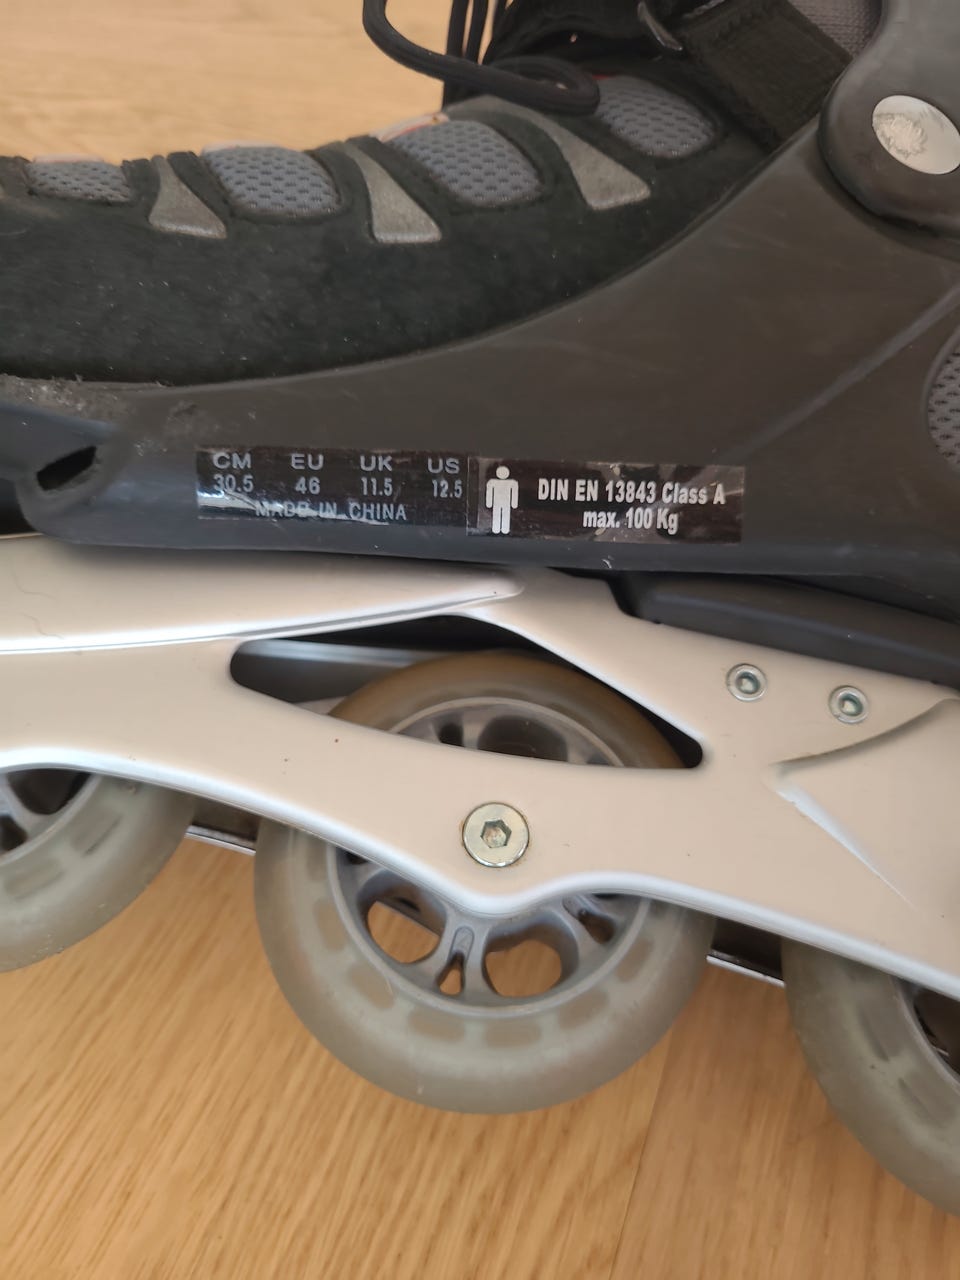 CM EU UK US
30.5 46 11.5 12.5
MADE IN CHINA
DIN EN 13843 Class A
max. 100 Kg